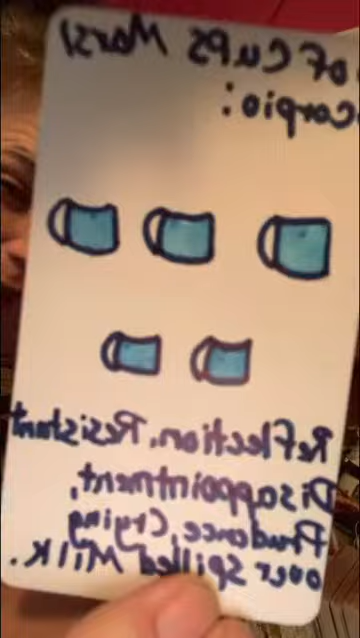 of Cups Mars/
corpio:
Reflection, Resistant
Disappointment,
Prudence, Crying
over Spilled Milk.